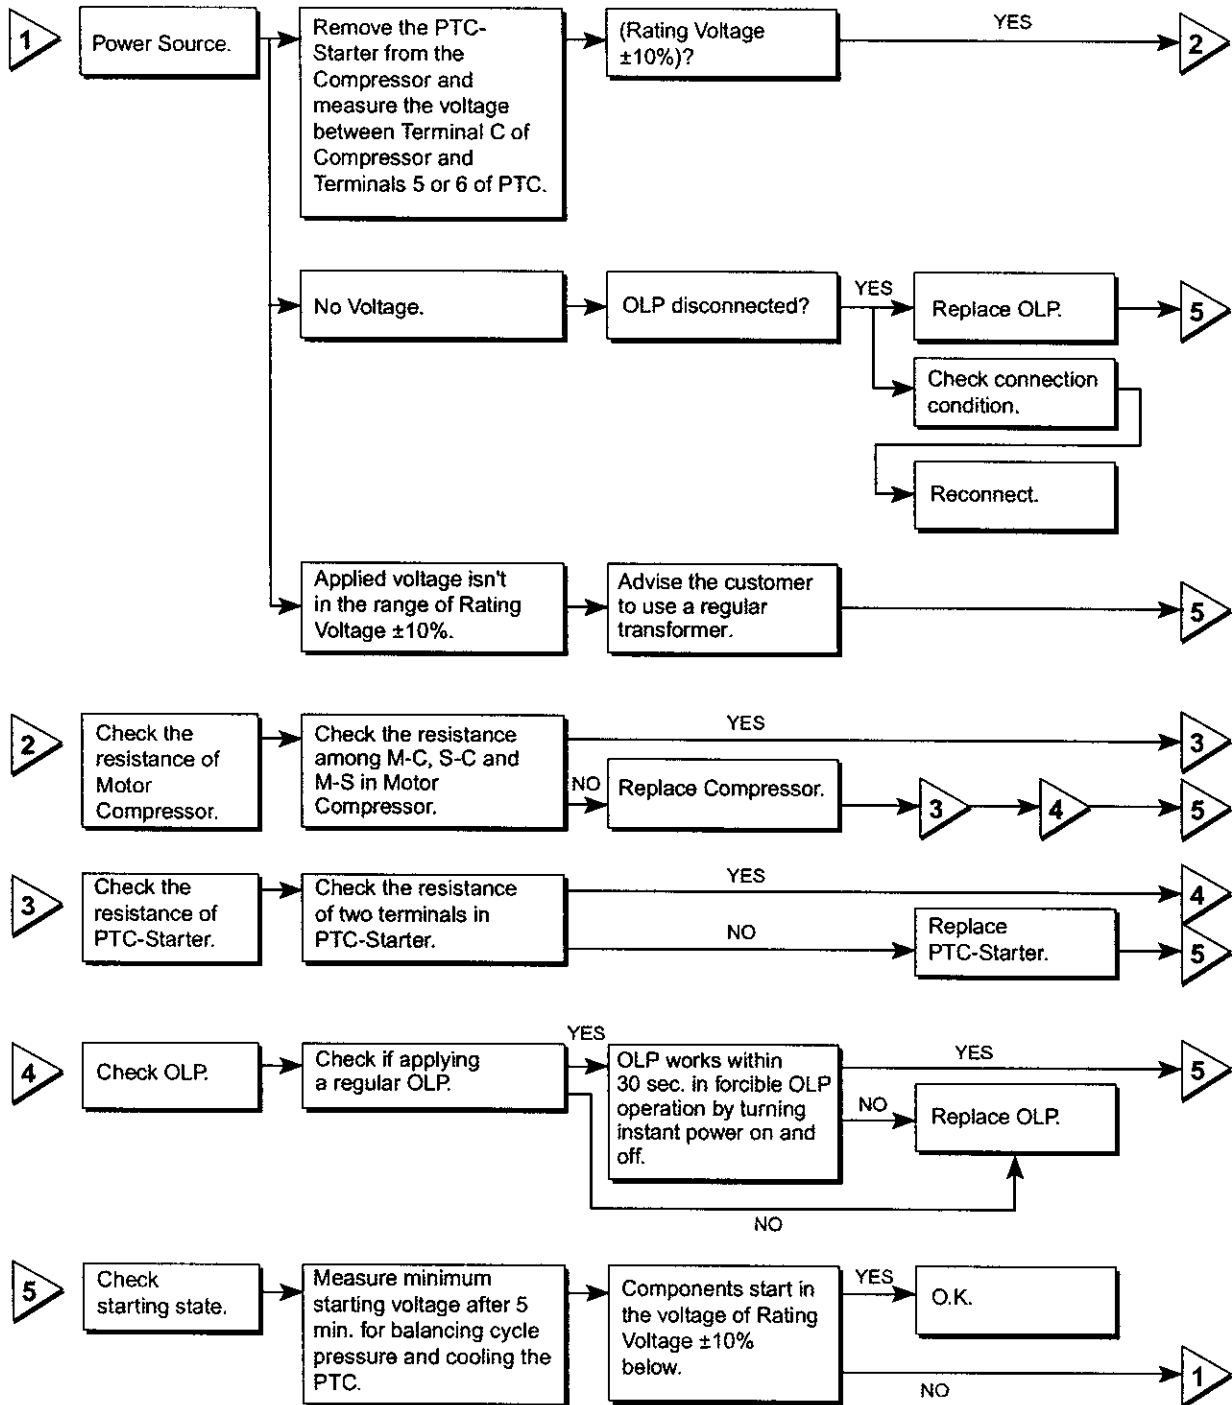 1
Power Source.
Remove the PTC-
Starter from the
Compressor and
measure the voltage
between Terminal C of
Compressor and
Terminals 5 or 6 of PTC.
(Rating Voltage
±10%)?
YES
2
No Voltage.
OLP disconnected?
YES
Replace OLP.
5
Check connection
condition.
Reconnect.
Applied voltage isn't
in the range of Rating
Voltage ±10%.
Advise the customer
to use a regular
transformer.
5
2
Check the
resistance of
Motor
Compressor.
Check the resistance
among M-C, S-C and
M-S in Motor
Compressor.
YES
3
NO
Replace Compressor.
3
4
5
3
Check the
resistance of
PTC-Starter.
Check the resistance
of two terminals in
PTC-Starter.
YES
4
NO
Replace
PTC-Starter.
5
4
Check OLP.
Check if applying
a regular OLP.
YES
OLP works within
30 sec. in forcible OLP
operation by turning
instant power on and
off.
YES
5
NO
Replace OLP.
NO
5
Check
starting state.
Measure minimum
starting voltage after 5
min. for balancing cycle
pressure and cooling the
PTC.
Components start in
the voltage of Rating
Voltage ±10%
below.
YES
O.K.
NO
1